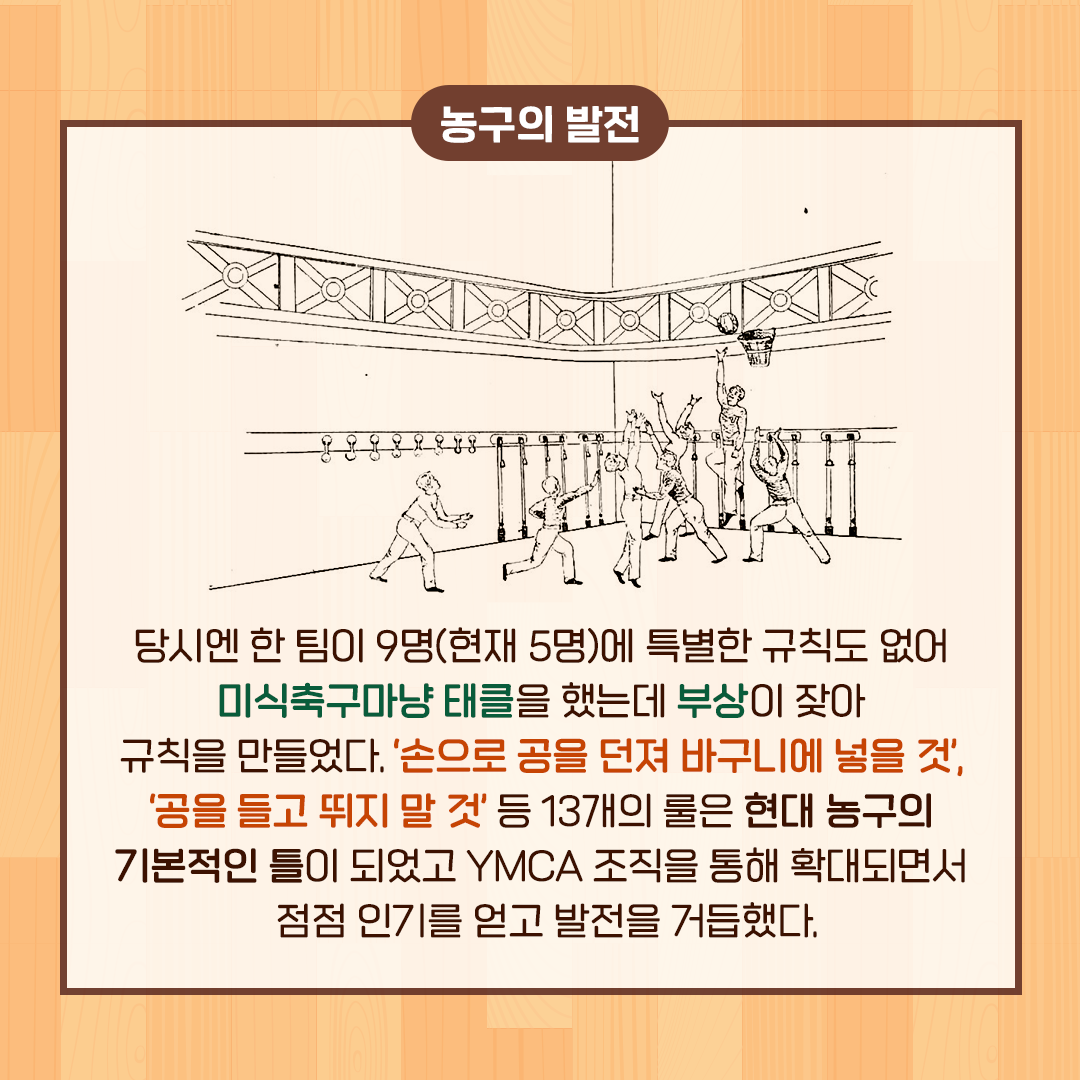 농구의 발전
당시엔 한 팀이 9명(현재 5명)에 특별한 규칙도 없어
미식축구마냥 태클을 했는데 부상이 잦아
규칙을 만들었다. ‘손으로 공을 던져 바구니에 넣을 것’,
‘공을 들고 뛰지 말 것’ 등 13개의 룰은 현대 농구의
기본적인 틀이 되었고 YMCA 조직을 통해 확대되면서
점점 인기를 얻고 발전을 거듭했다.